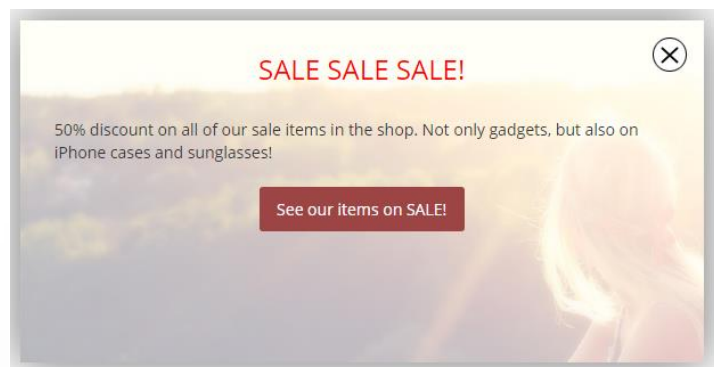 SALE SALE SALE!
50% discount on all of our sale items in the shop. Not only gadgets, but also on
iPhone cases and sunglasses!
See our items on SALE!